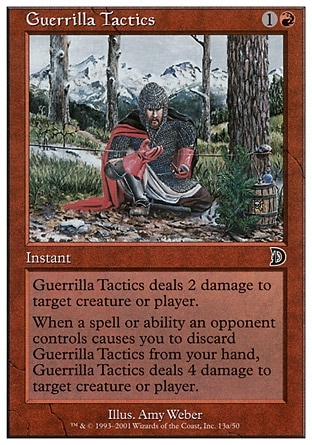 Guerrilla Tactics 1
Instant
Guerrilla Tactics deals 2 damage to
target creature or player.
When a spell or ability an opponent
controls causes you to discard
Guerrilla Tactics from your hand,
Guerrilla Tactics deals 4 damage to
target creature or player.
Illus. Amy Weber
™ & © 1993–2001 Wizards of the Coast, Inc. 13a/50